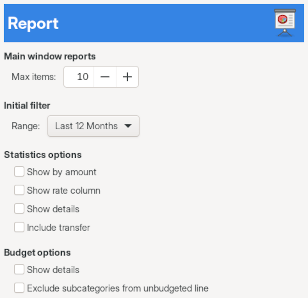 Report
Main window reports
Max items: 10
Initial filter
Range: Last 12 Months
Statistics options
Show by amount
Show rate column
Show details
Include transfer
Budget options
Show details
Exclude subcategories from unbudgeted line